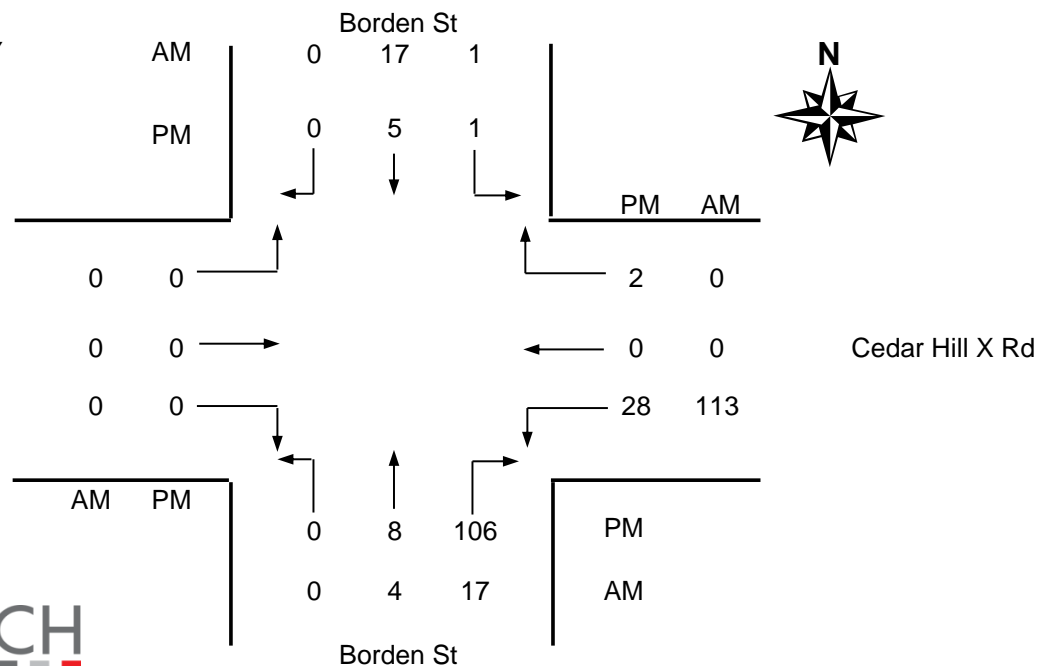 Borden St
AM 0 17 1
N
PM 0 5 1
PM AM
0 0 2 0
0 0 0 0 Cedar Hill X Rd
0 0 28 113
AM PM
0 8 106 PM
0 4 17 AM
CH
Borden St